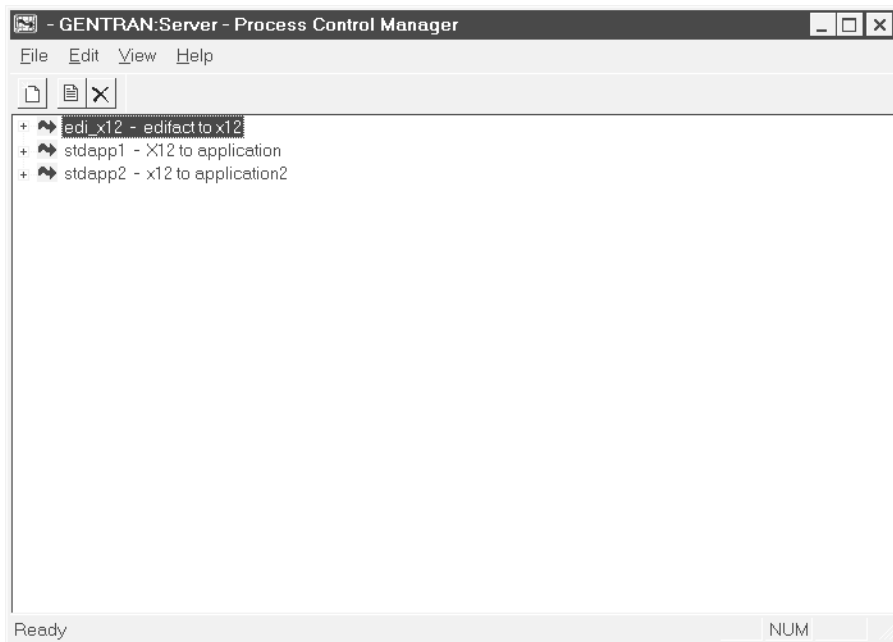 - GENTRAN:Server - Process Control Manager
File Edit View Help
edi_x12 - edifact to x12
stdapp1 - X12 to application
stdapp2 - x12 to application2
Ready NUM